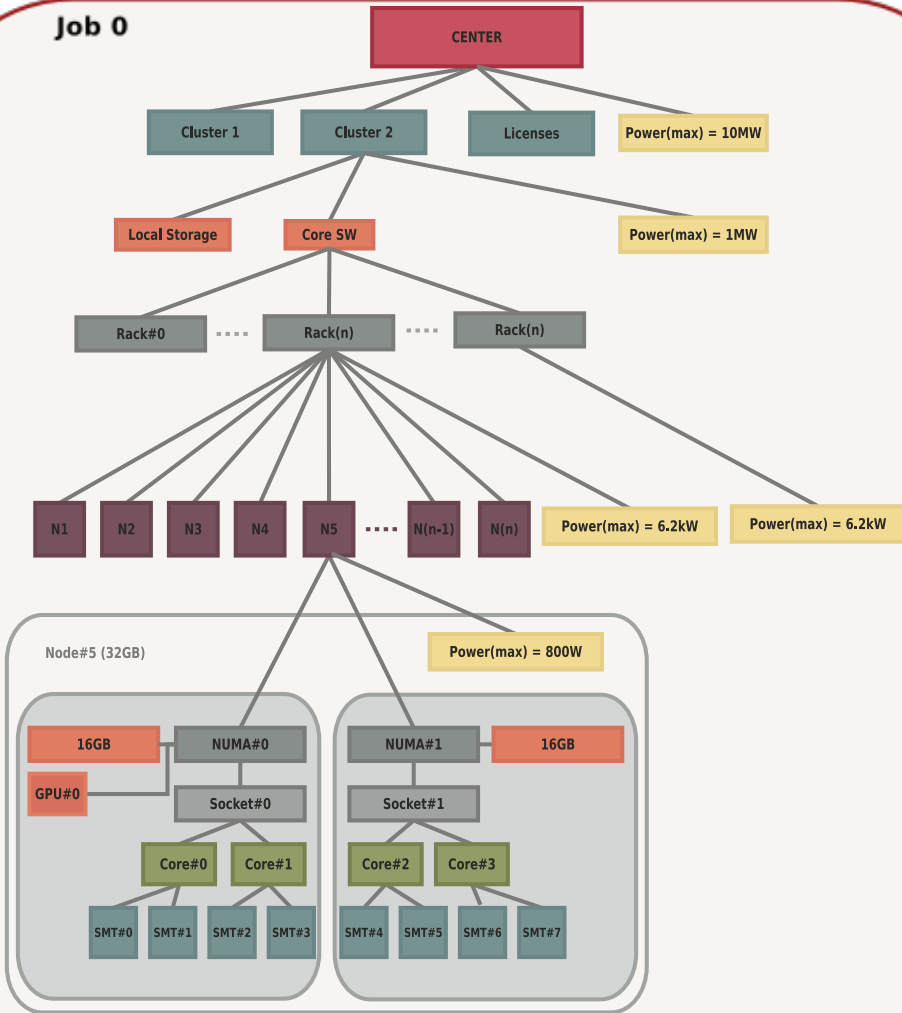 Job 0
CENTER
Cluster 1
Cluster 2
Licenses
Power(max) = 10MW
Local Storage
Core SW
Power(max) = 1MW
Rack#0
Rack(n)
Rack(n)
N1
N2
N3
N4
N5
N(n-1)
N(n)
Power(max) = 6.2kW
Power(max) = 6.2kW
Node#5 (32GB)
Power(max) = 800W
16GB
NUMA#0
NUMA#1
16GB
GPU#0
Socket#0
Socket#1
Core#0
Core#1
Core#2
Core#3
SMT#0
SMT#1
SMT#2
SMT#3
SMT#4
SMT#5
SMT#6
SMT#7